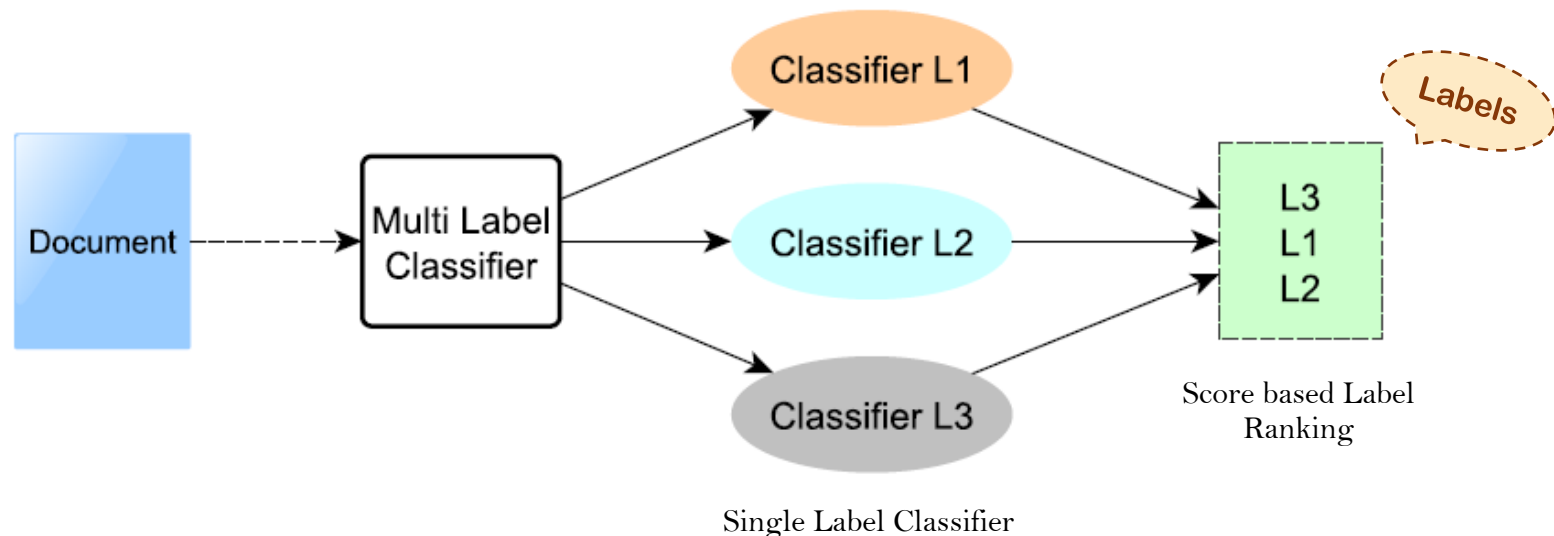 Document
Multi Label
Classifier
Classifier L1
Classifier L2
Classifier L3
Single Label Classifier
Labels
L3
L1
L2
Score based Label
Ranking